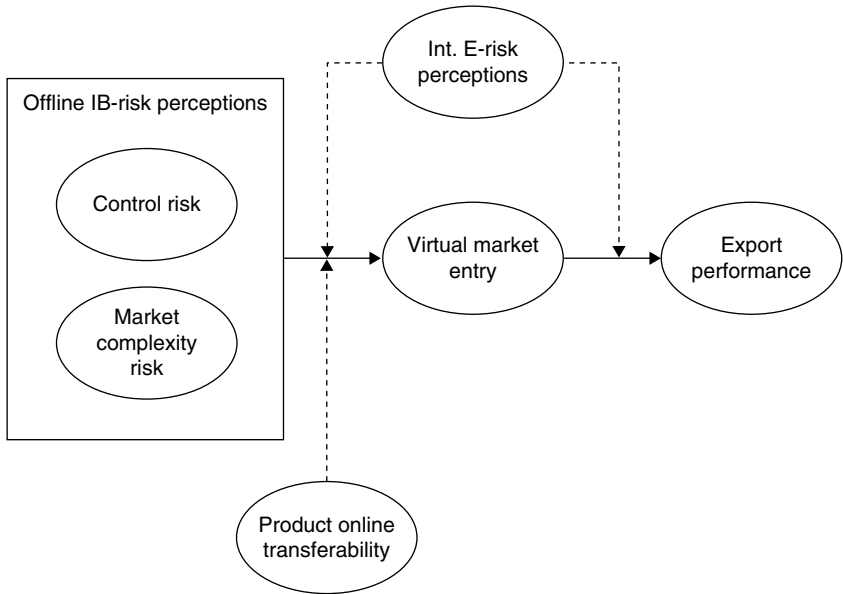 Offline IB-risk perceptions
Control risk
Market
complexity
risk
Int. E-risk
perceptions
Virtual market
entry
Export
performance
Product online
transferability